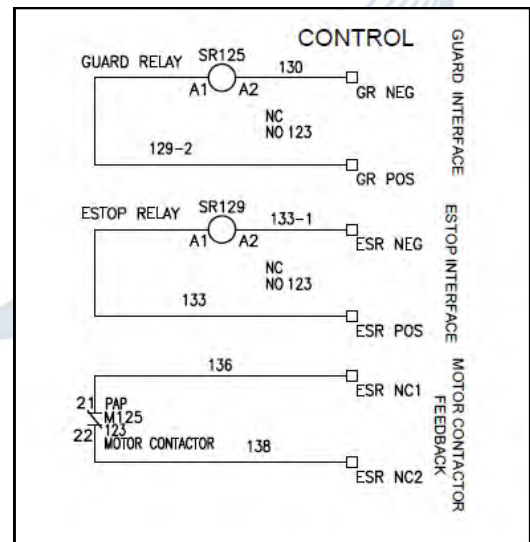 CONTROL
GUARD RELAY
SR125
130
A1
A2
GR NEG
NC
NO 123
129-2
GR POS
GUARD INTERFACE
ESTOP RELAY
SR129
133-1
A1
A2
ESR NEG
NC
NO 123
133
ESR POS
ESTOP INTERFACE
136
ESR NC1
21
PAP
M125
123
22
MOTOR CONTACTOR
138
ESR NC2
MOTOR CONTACTOR
FEEDBACK